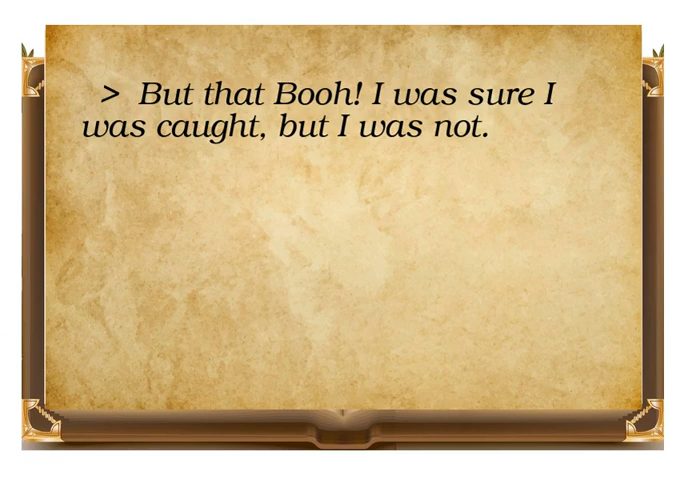 > But that Booh! I was sure I
was caught, but I was not.